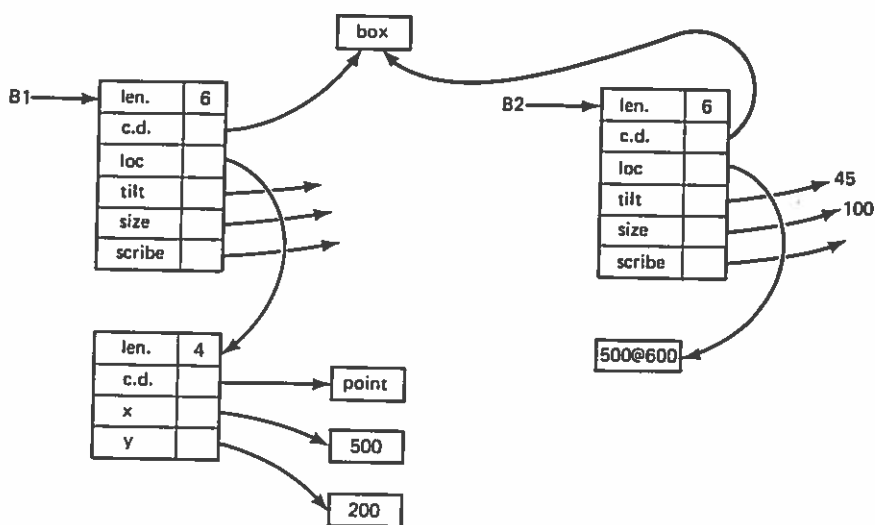 box
B1
len. 6
c.d.
loc
tilt
size
scribe
B2
len. 6
c.d.
loc
tilt
size
scribe
45
100
len. 4
c.d.
x
y
point
500
200
500@600